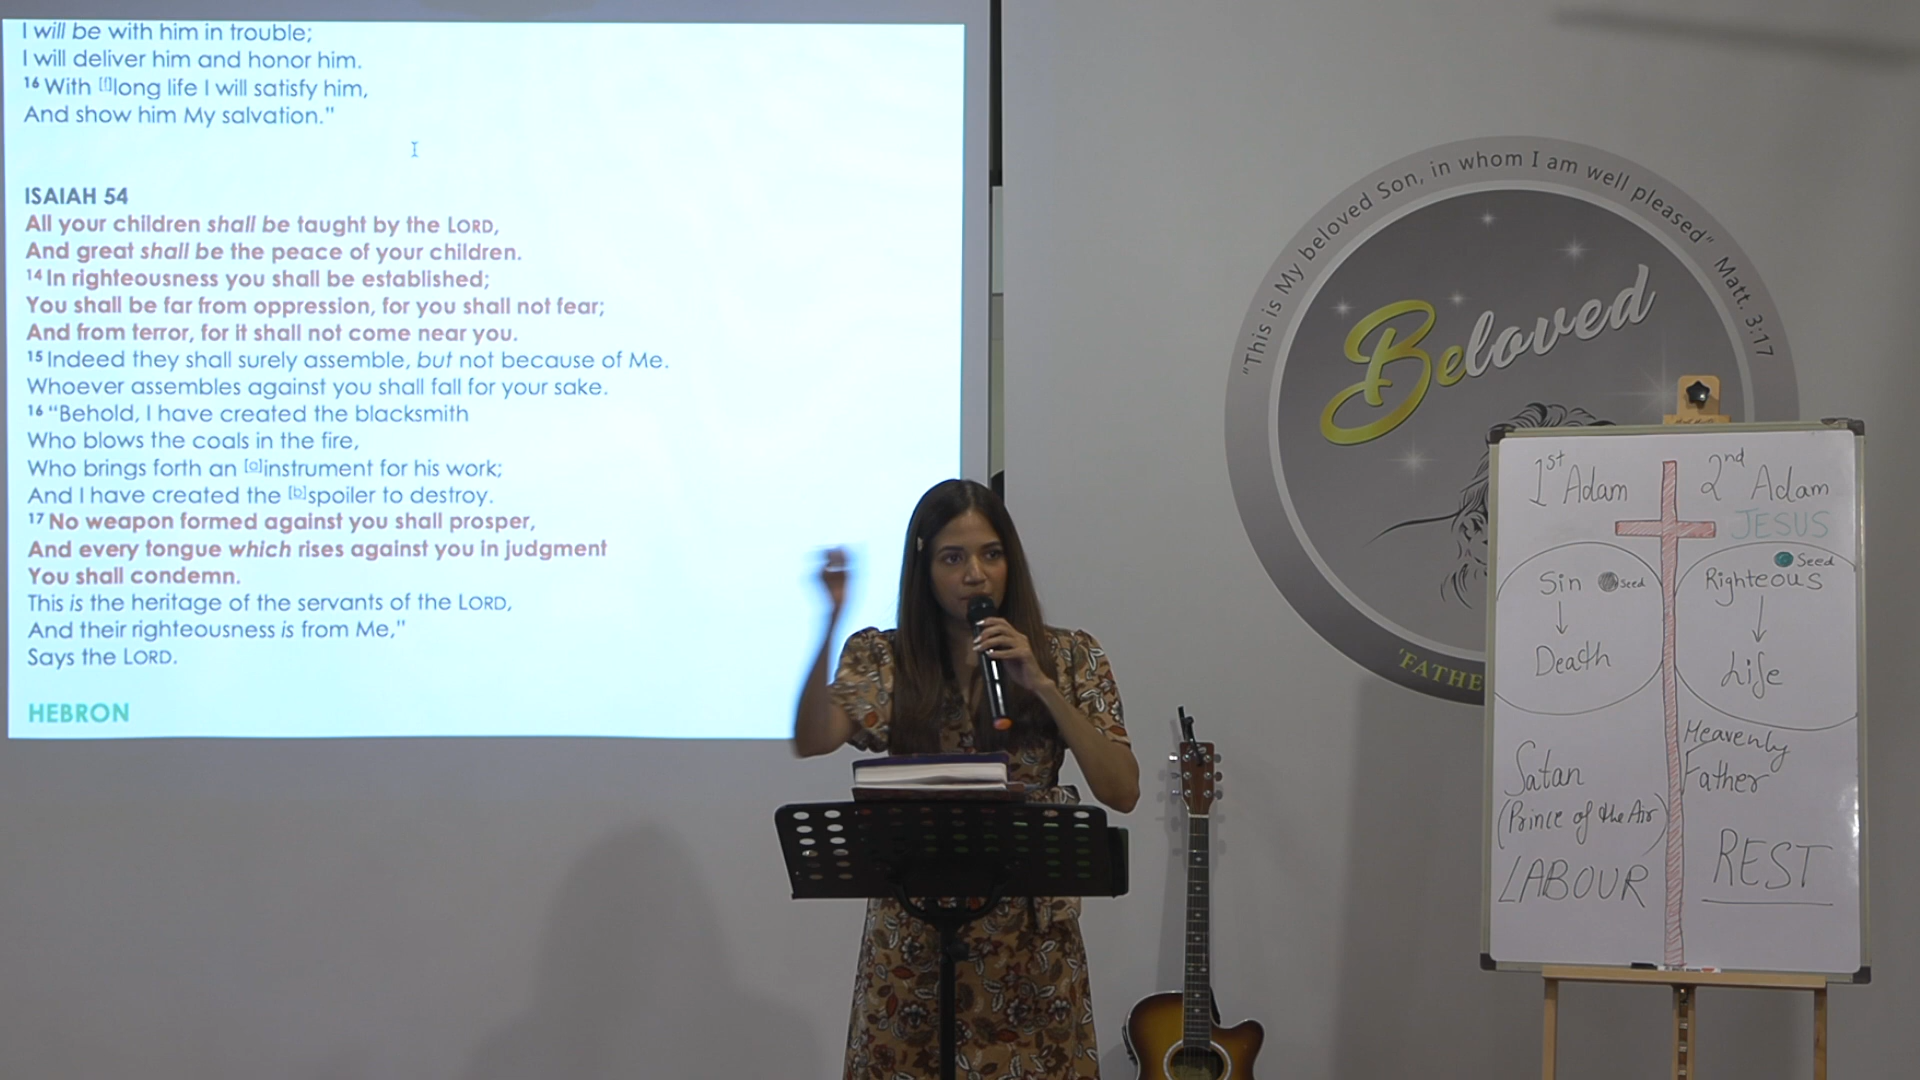 I will be with him in trouble;
I will deliver him and honor him.
16 With [f]long life I will satisfy him,
And show him My salvation."
ISAIAH 54
All your children shall be taught by the LORD,
And great shall be the peace of your children.
14 In righteousness you shall be established;
You shall be far from oppression, for you shall not fear;
And from terror, for it shall not come near you.
15 Indeed they shall surely assemble, but not because of Me.
Whoever assembles against you shall fall for your sake.
16 "Behold, I have created the blacksmith
Who blows the coals in the fire,
Who brings forth an [a]instrument for his work;
And I have created the [b]spoiler to destroy.
17 No weapon formed against you shall prosper,
And every tongue which rises against you in judgment
You shall condemn.
This is the heritage of the servants of the LORD,
And their righteousness is from Me,"
Says the LORD.
HEBRON
"This is My beloved Son, in whom I am well pleased" Matt. 3:17
Beloved
'FATHE
1st Adam
Sin Seed
Death
Satan
(Prince of the Air)
LABOUR
2nd Adam
JESUS
Seed
Righteous
Life
Heavenly
Father
REST